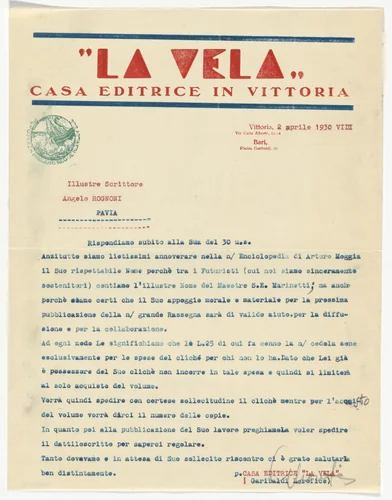 "LA VELA„
CASA EDITRICE IN VITTORIA
Vittoria, 2 aprile 1930 VIII
Via Carlo Alberto,
Bari,
Piazza Garibaldi,
Illustre Scrittore
Angelo ROGNONI
PAVIA
Rispondiamo subito alla Sua del 30 u.s.
Anzitutto siamo lietissimi annoverare nella n/ Enciclopedia di Arturo Moggia
il Suo rispettabile Nome perchè tra i Futuristi (cui noi siamo sinceramente
sostenitori) contiamo l'illustre Nome del Maestro S.E. Marinetti, ma anche
perchè siamo certi che il Suo appoggio morale e materiale per la prossima
pubblicazione della n/ grande Rassegna sarà di valido aiuto.per la diffu-
sione e per la collaborazione.
Ad ogni modo Le significhiamo che le L.25 di cui fa cenno la n/ cedola sono
esclusivamente per le spese del cliché per chi non lo ha.Dato che Lei già
è possessore del Suo cliché non incorre in tale spesa e quindi si limiterà
al solo acquisto del volume.
Vorrà quindi spedire con cortese sollecitudine il cliché mentre per l'acqui
del volume vorrà dirci il numero delle copie.
In quanto poi alla pubblicazione del Suo lavoro preghiamoLa voler spedire
il dattiloscritto per saperci regolare.
Tanto dovevamo e in attesa di Suo sollecito riscontro ci è grato salutarLa
ben distintamente.
p.CASA EDITRICE "LA VELA"
Garibaldi